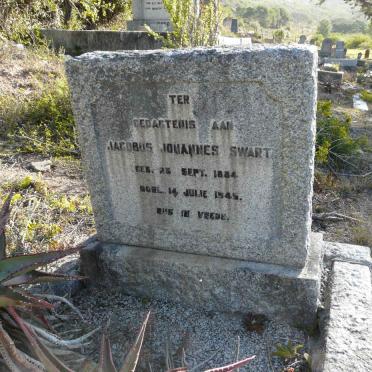 TER
GEDAGTENIS AAN
JACOBUS JOHANNES SWART
GEB. 25 SEPT. 1884
OORL. 14 JULIE 1945.
RUS IN VREDE.